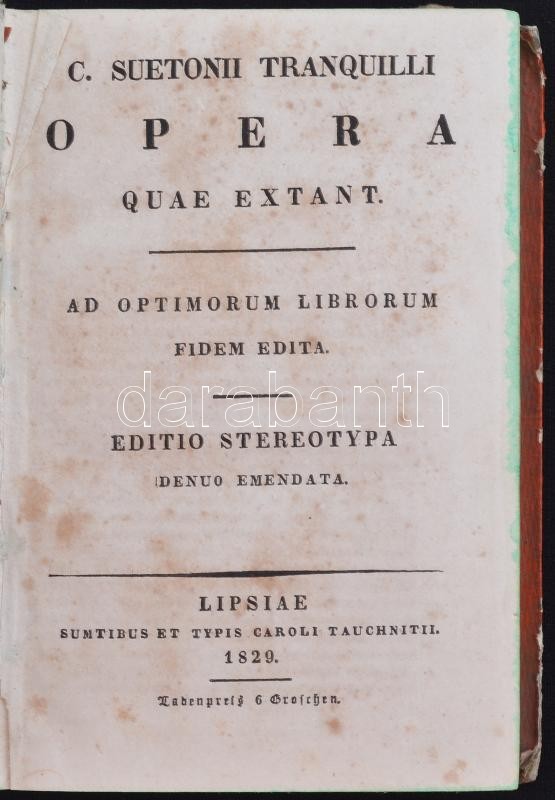 C. SUETONII TRANQUILLI
OPERA
QUAE EXTANT.
AD OPTIMORUM LIBRORUM
FIDEM EDITA.
darabanth
EDITIO STEREOTYPA
DENUO EMENDATA.
LIPSIAE
SUMTIBUS ET TYPIS CAROLI TAUCHNITII.
1829.
Ladenpreis 6 Groschen.